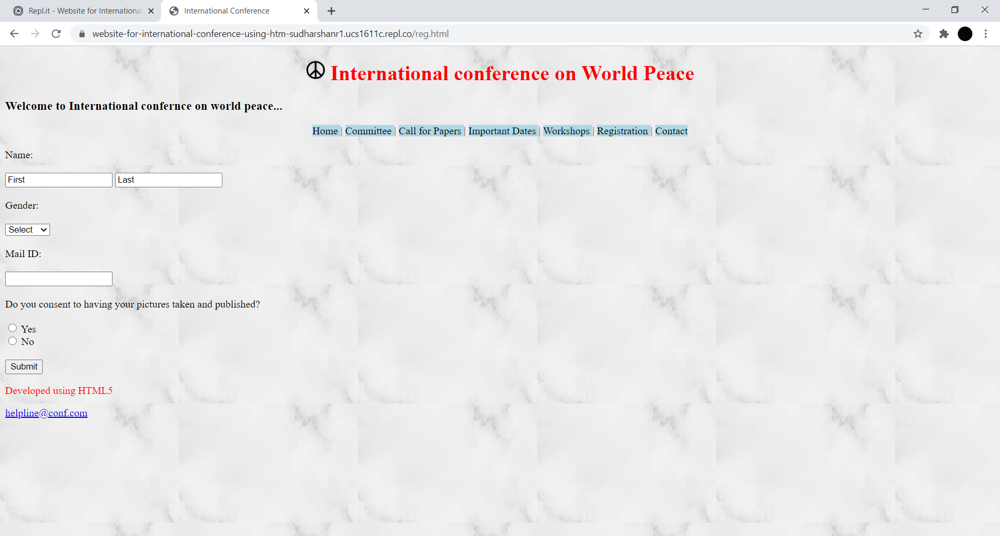 Repl.it - Website for International
International Conference
website-for-international-conference-using-htm-sudharshanr1.ucs1611c.repl.co/reg.html
International conference on World Peace
Welcome to International confernce on world peace...
Home | Committee | Call for Papers | Important Dates | Workshops | Registration | Contact
Name:
First Last
Gender:
Select
Mail ID:
Do you consent to having your pictures taken and published?
Yes
No
Submit
Developed using HTML5
helpline@conf.com